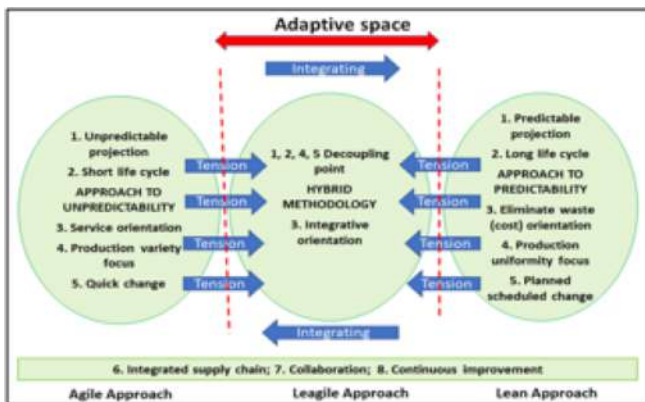 Adaptive space
Integrating
1. Unpredictable
projection
2. Short life cycle
APPROACH TO
UNPREDICTABILITY
3. Service orientation
4. Production variety
focus
5. Quick change
Tension
Tension
Tension
Tension
1, 2, 4, 5 Decoupling
point
HYBRID
METHODOLOGY
3. Integrative
orientation
Tension
Tension
Tension
Tension
1. Predictable
projection
2. Long life cycle
APPROACH TO
PREDICTABILITY
3. Eliminate waste
(cost) orientation
4. Production
uniformity focus
5. Planned
scheduled change
Integrating
6. Integrated supply chain; 7. Collaboration; 8. Continuous improvement
Agile Approach
Leagile Approach
Lean Approach